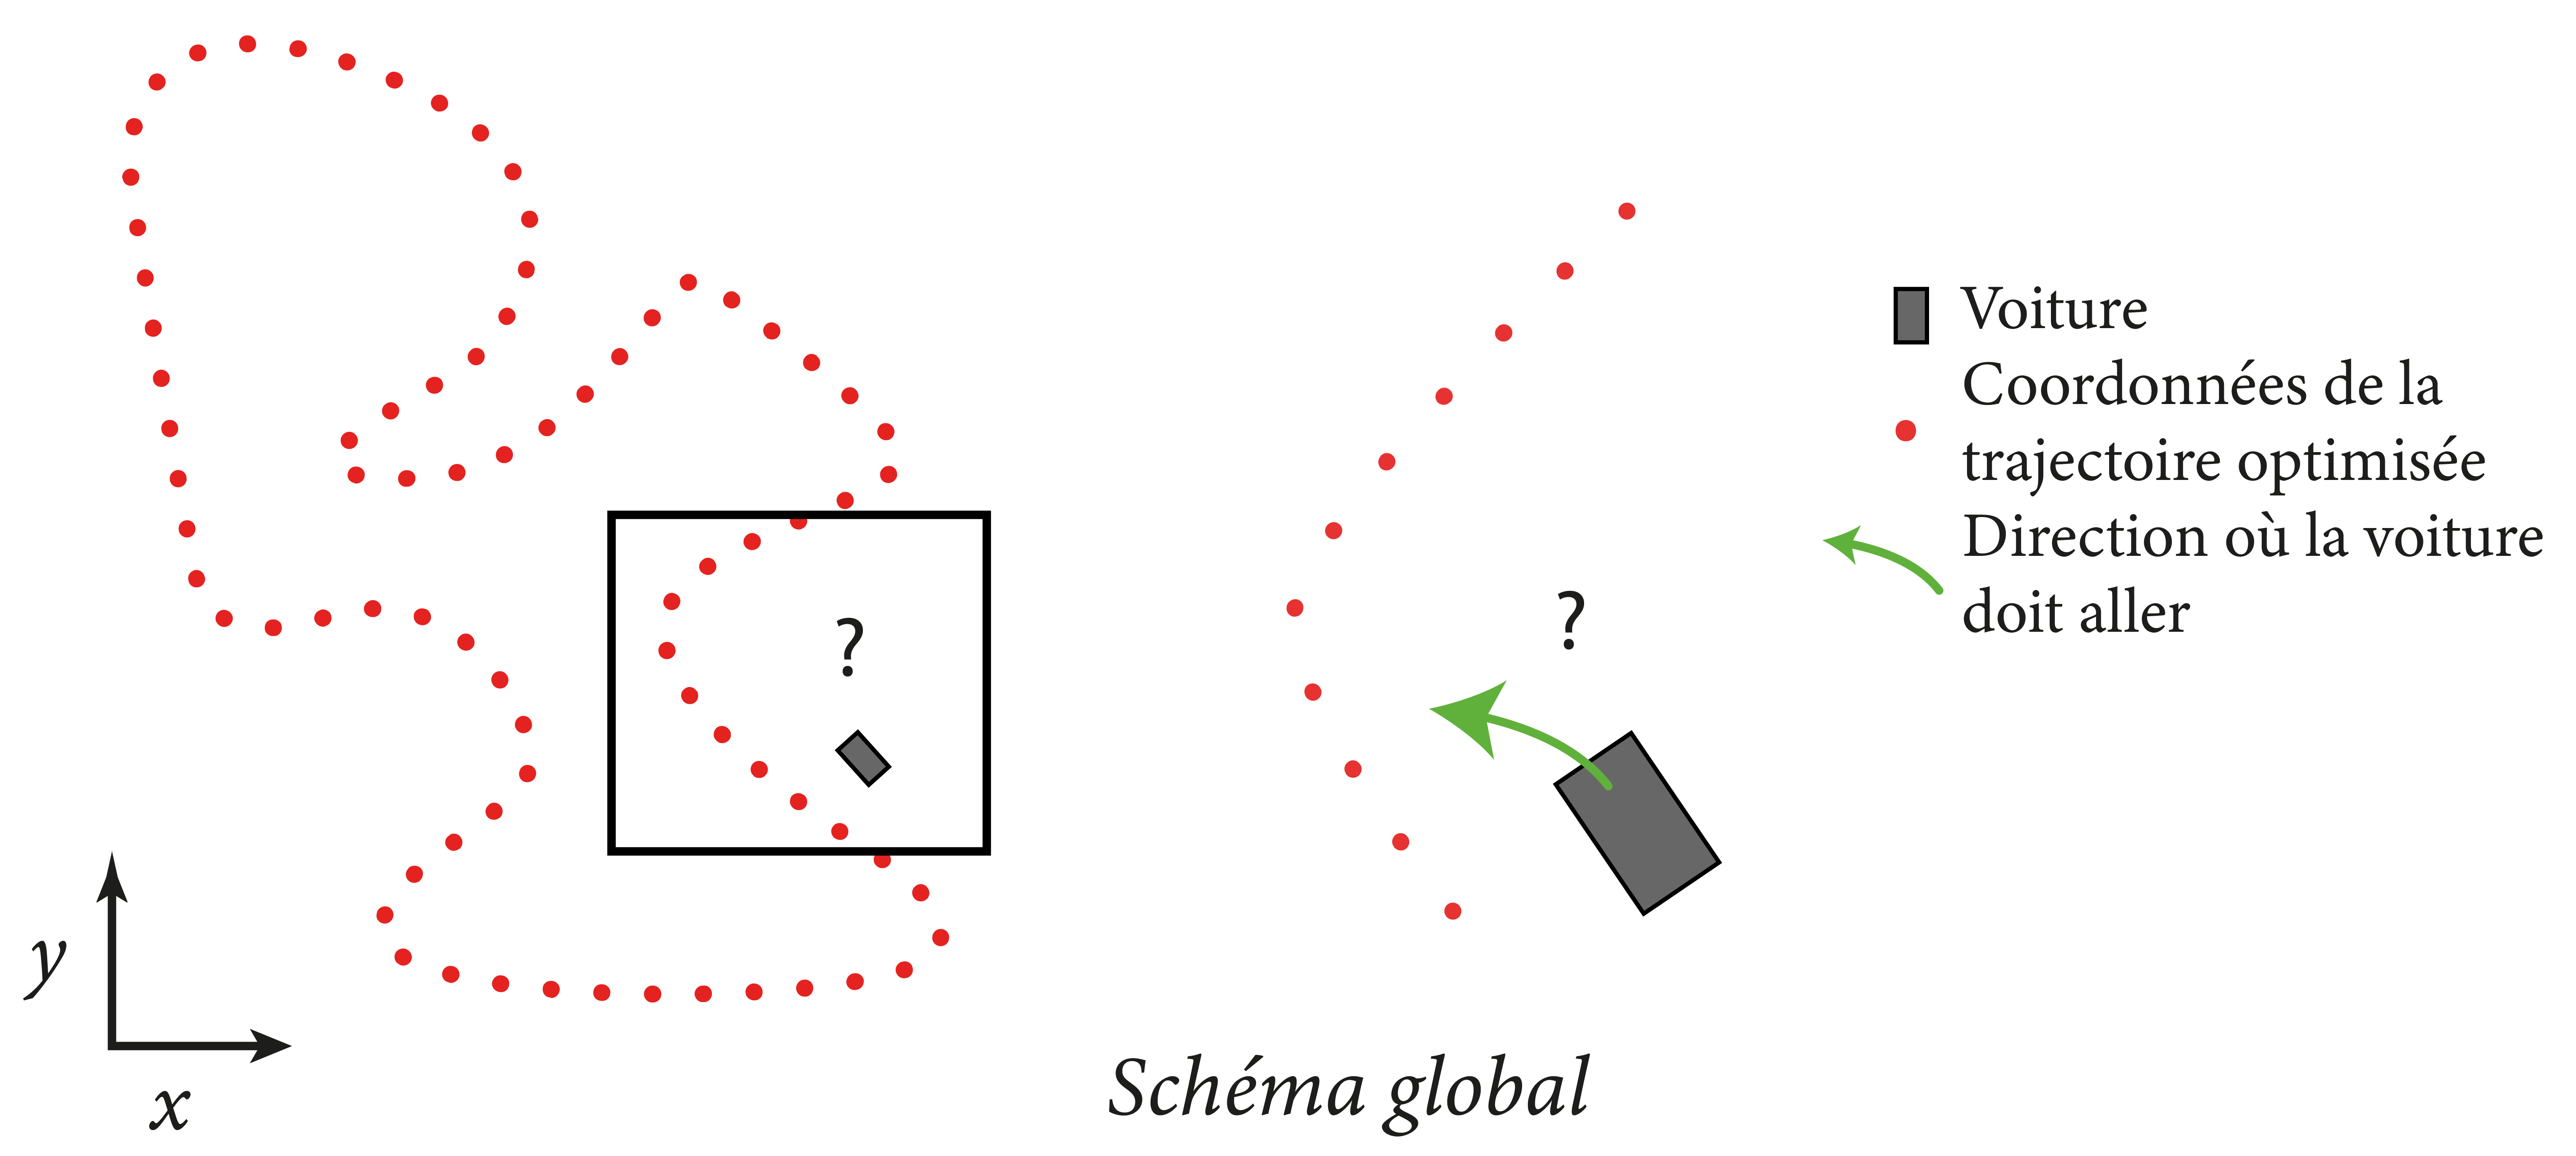 ?
?
Voiture
Coordonnées de la
trajectoire optimisée
Direction où la voiture
doit aller
y
x
Schéma global